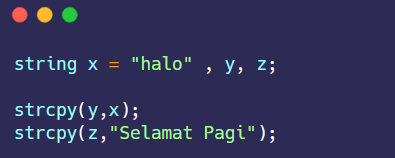 string x = "halo" , y, z;
strcpy(y,x);
strcpy(z,"Selamat Pagi");